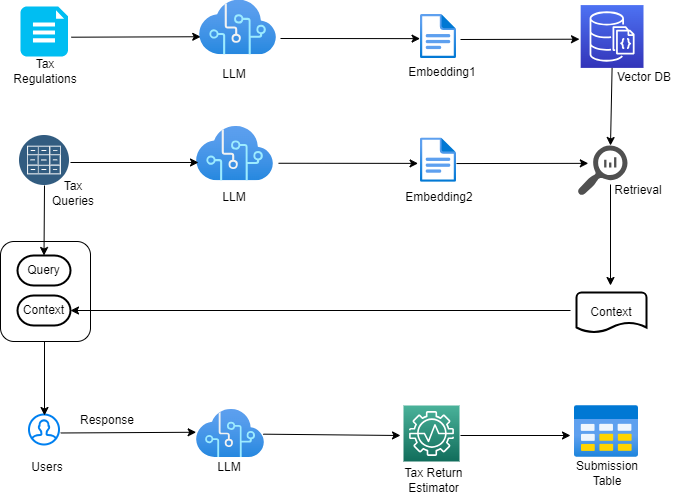 Tax
Regulations
LLM
Embedding1
Vector DB
Tax
Queries
LLM
Embedding2
Retrieval
Query
Context
Context
Response
Users
LLM
Tax Return
Estimator
Submission
Table